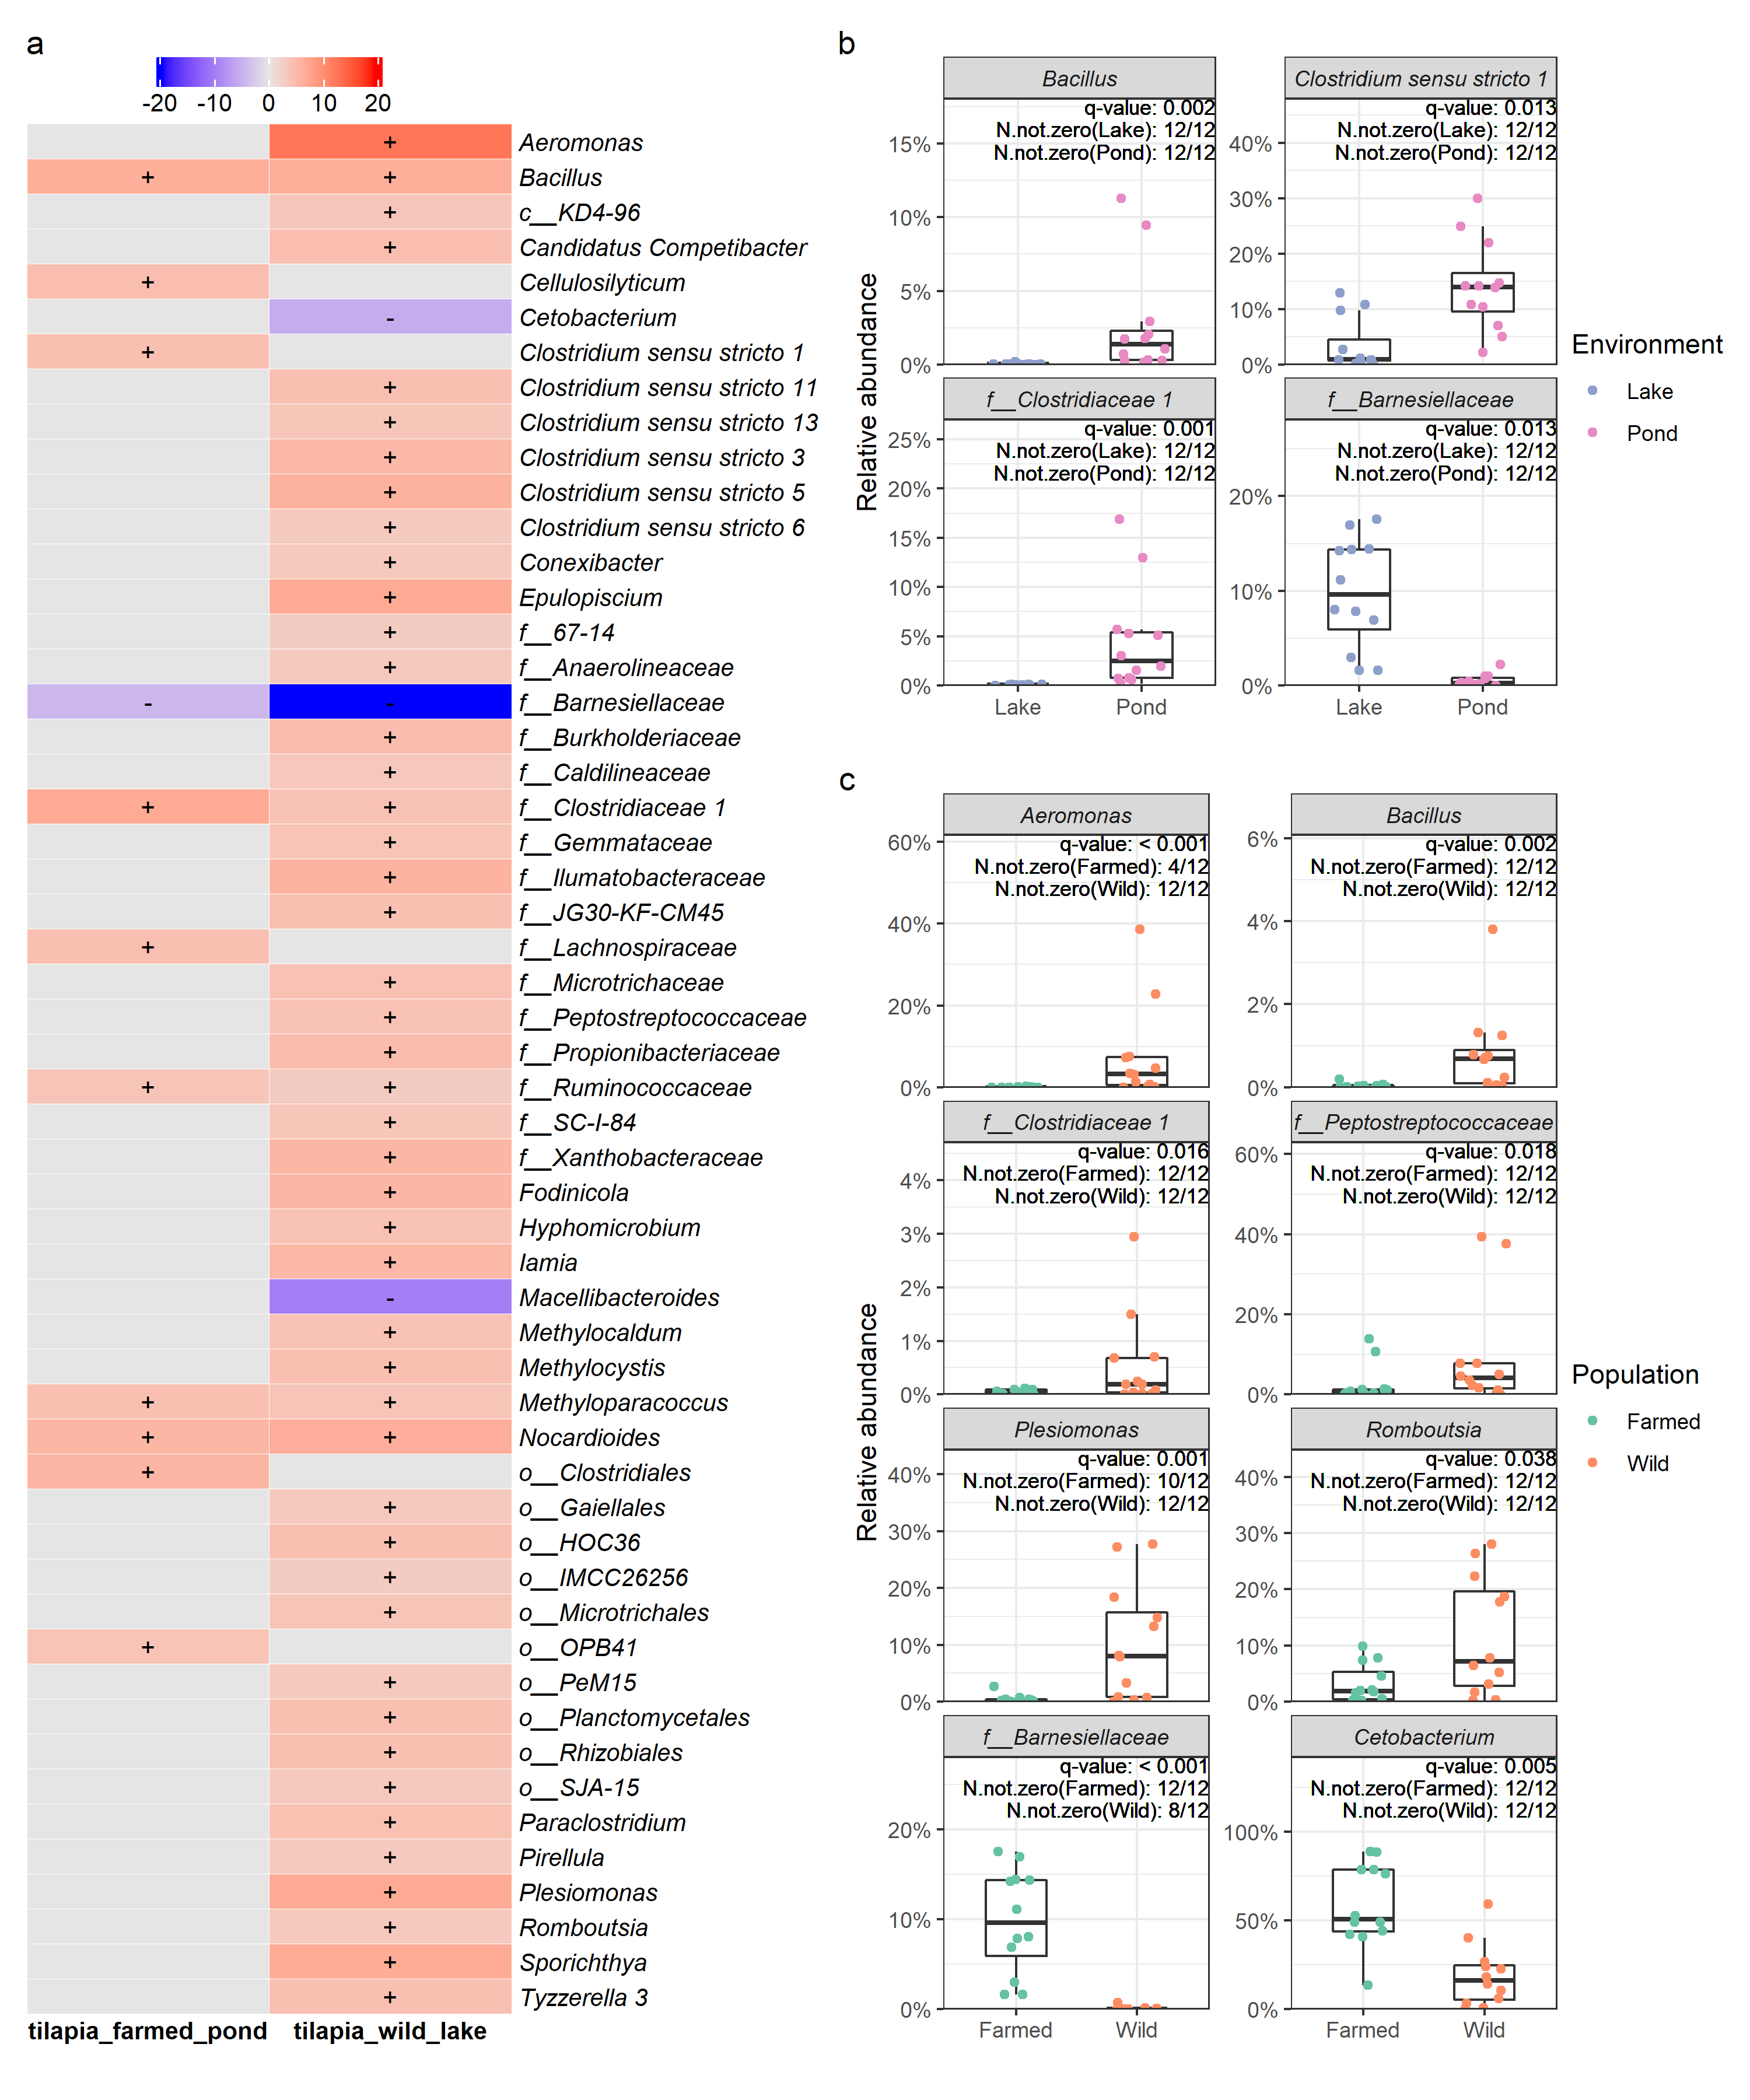 a
-20 -10 0 10 20
+ Aeromonas
+ + Bacillus
+ c__KD4-96
+ Candidatus Competibacter
+ Cellulosilyticum
- Cetobacterium
+ Clostridium sensu stricto 1
+ Clostridium sensu stricto 11
+ Clostridium sensu stricto 13
+ Clostridium sensu stricto 3
+ Clostridium sensu stricto 5
+ Clostridium sensu stricto 6
+ Conexibacter
+ Epulopiscium
+ f__67-14
+ f__Anaerolineaceae
- - f__Barnesiellaceae
+ f__Burkholderiaceae
+ f__Caldilineaceae
+ + f__Clostridiaceae 1
+ f__Gemmataceae
+ f__Ilumatobacteraceae
+ f__JG30-KF-CM45
+ f__Lachnospiraceae
+ f__Microtrichaceae
+ f__Peptostreptococcaceae
+ f__Propionibacteriaceae
+ + f__Ruminococcaceae
+ f__SC-I-84
+ f__Xanthobacteraceae
+ Fodinicola
+ Hyphomicrobium
+ Iamia
- Macellibacteroides
+ Methylocaldum
+ Methylocystis
+ + Methyloparacoccus
+ + Nocardioides
+ o__Clostridiales
+ o__Gaiellales
+ o__HOC36
+ o__IMCC26256
+ o__Microtrichales
+ o__OPB41
+ o__PeM15
+ o__Planctomycetales
+ o__Rhizobiales
+ o__SJA-15
+ Paraclostridium
+ Pirellula
+ Plesiomonas
+ Romboutsia
+ Sporichthya
+ Tyzzerella 3
tilapia_farmed_pond tilapia_wild_lake
b
Relative abundance
Bacillus
q-value: 0.002
N.not.zero(Lake): 12/12
N.not.zero(Pond): 12/12
15%
10%
5%
0%
Clostridium sensu stricto 1
q-value: 0.013
N.not.zero(Lake): 12/12
N.not.zero(Pond): 12/12
40%
30%
20%
10%
0%
f__Clostridiaceae 1
q-value: 0.001
N.not.zero(Lake): 12/12
N.not.zero(Pond): 12/12
25%
20%
15%
10%
5%
0%
Lake Pond
f__Barnesiellaceae
q-value: 0.013
N.not.zero(Lake): 12/12
N.not.zero(Pond): 12/12
20%
10%
0%
Lake Pond
Environment
Lake
Pond
c
Relative abundance
Aeromonas
q-value: < 0.001
N.not.zero(Farmed): 4/12
N.not.zero(Wild): 12/12
60%
40%
20%
0%
Bacillus
q-value: 0.002
N.not.zero(Farmed): 12/12
N.not.zero(Wild): 12/12
6%
4%
2%
0%
f__Clostridiaceae 1
q-value: 0.016
N.not.zero(Farmed): 12/12
N.not.zero(Wild): 12/12
4%
3%
2%
1%
0%
f__Peptostreptococcaceae
q-value: 0.018
N.not.zero(Farmed): 12/12
N.not.zero(Wild): 12/12
60%
40%
20%
0%
Plesiomonas
q-value: 0.001
N.not.zero(Farmed): 10/12
N.not.zero(Wild): 12/12
40%
30%
20%
10%
0%
Romboutsia
q-value: 0.038
N.not.zero(Farmed): 12/12
N.not.zero(Wild): 12/12
40%
30%
20%
10%
0%
f__Barnesiellaceae
q-value: < 0.001
N.not.zero(Farmed): 12/12
N.not.zero(Wild): 8/12
20%
10%
0%
Farmed Wild
Cetobacterium
q-value: 0.005
N.not.zero(Farmed): 12/12
N.not.zero(Wild): 12/12
100%
50%
0%
Farmed Wild
Population
Farmed
Wild